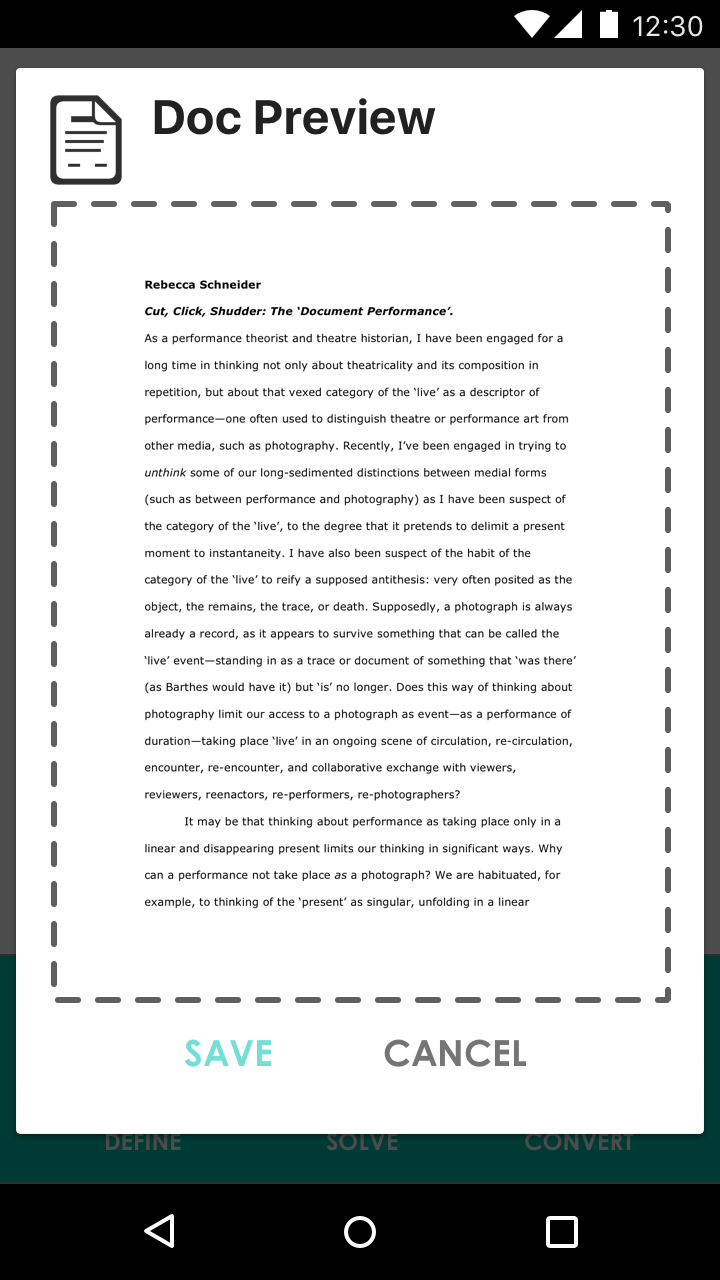 12:30
Doc Preview
Rebecca Schneider
Cut, Click, Shudder: The ‘Document Performance’.
As a performance theorist and theatre historian, I have been engaged for a
long time in thinking not only about theatricality and its composition in
repetition, but about that vexed category of the ‘live’ as a descriptor of
performance—one often used to distinguish theatre or performance art from
other media, such as photography. Recently, I’ve been engaged in trying to
unthink some of our long-sedimented distinctions between medial forms
(such as between performance and photography) as I have been suspect of
the category of the ‘live’, to the degree that it pretends to delimit a present
moment to instantaneity. I have also been suspect of the habit of the
category of the ‘live’ to reify a supposed antithesis: very often posited as the
object, the remains, the trace, or death. Supposedly, a photograph is always
already a record, as it appears to survive something that can be called the
‘live’ event—standing in as a trace or document of something that ‘was there’
(as Barthes would have it) but ‘is’ no longer. Does this way of thinking about
photography limit our access to a photograph as event—as a performance of
duration—taking place ‘live’ in an ongoing scene of circulation, re-circulation,
encounter, re-encounter, and collaborative exchange with viewers,
reviewers, reenactors, re-performers, re-photographers?
It may be that thinking about performance as taking place only in a
linear and disappearing present limits our thinking in significant ways. Why
can a performance not take place as a photograph? We are habituated, for
example, to thinking of the ‘present’ as singular, unfolding in a linear
SAVE CANCEL
DEFINE SOLVE CONVERT